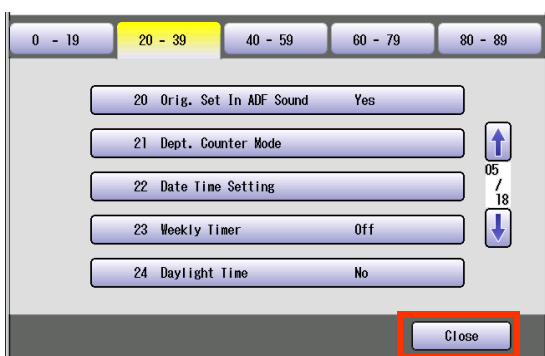 0 - 19 20 - 39 40 - 59 60 - 79 80 - 89
20 Orig. Set In ADF Sound Yes
21 Dept. Counter Mode
22 Date Time Setting
05
/
18
23 Weekly Timer Off
24 Daylight Time No
Close